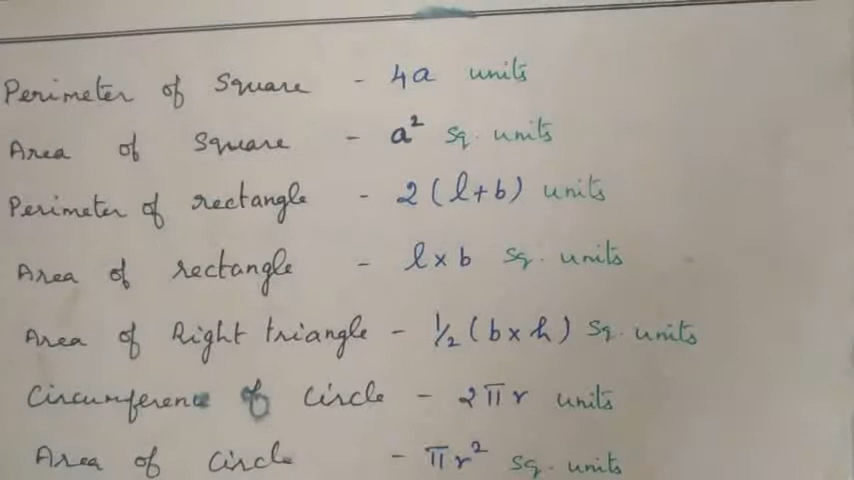 Perimeter of Square - 4a units
Area of Square - a² sq. units
Perimeter of rectangle - 2(l+b) units
Area of rectangle - l×b sq. units
Area of Right triangle - 1/2(b×h) sq. units
Circumference of Circle - 2πr units
Area of Circle - πr² sq. units